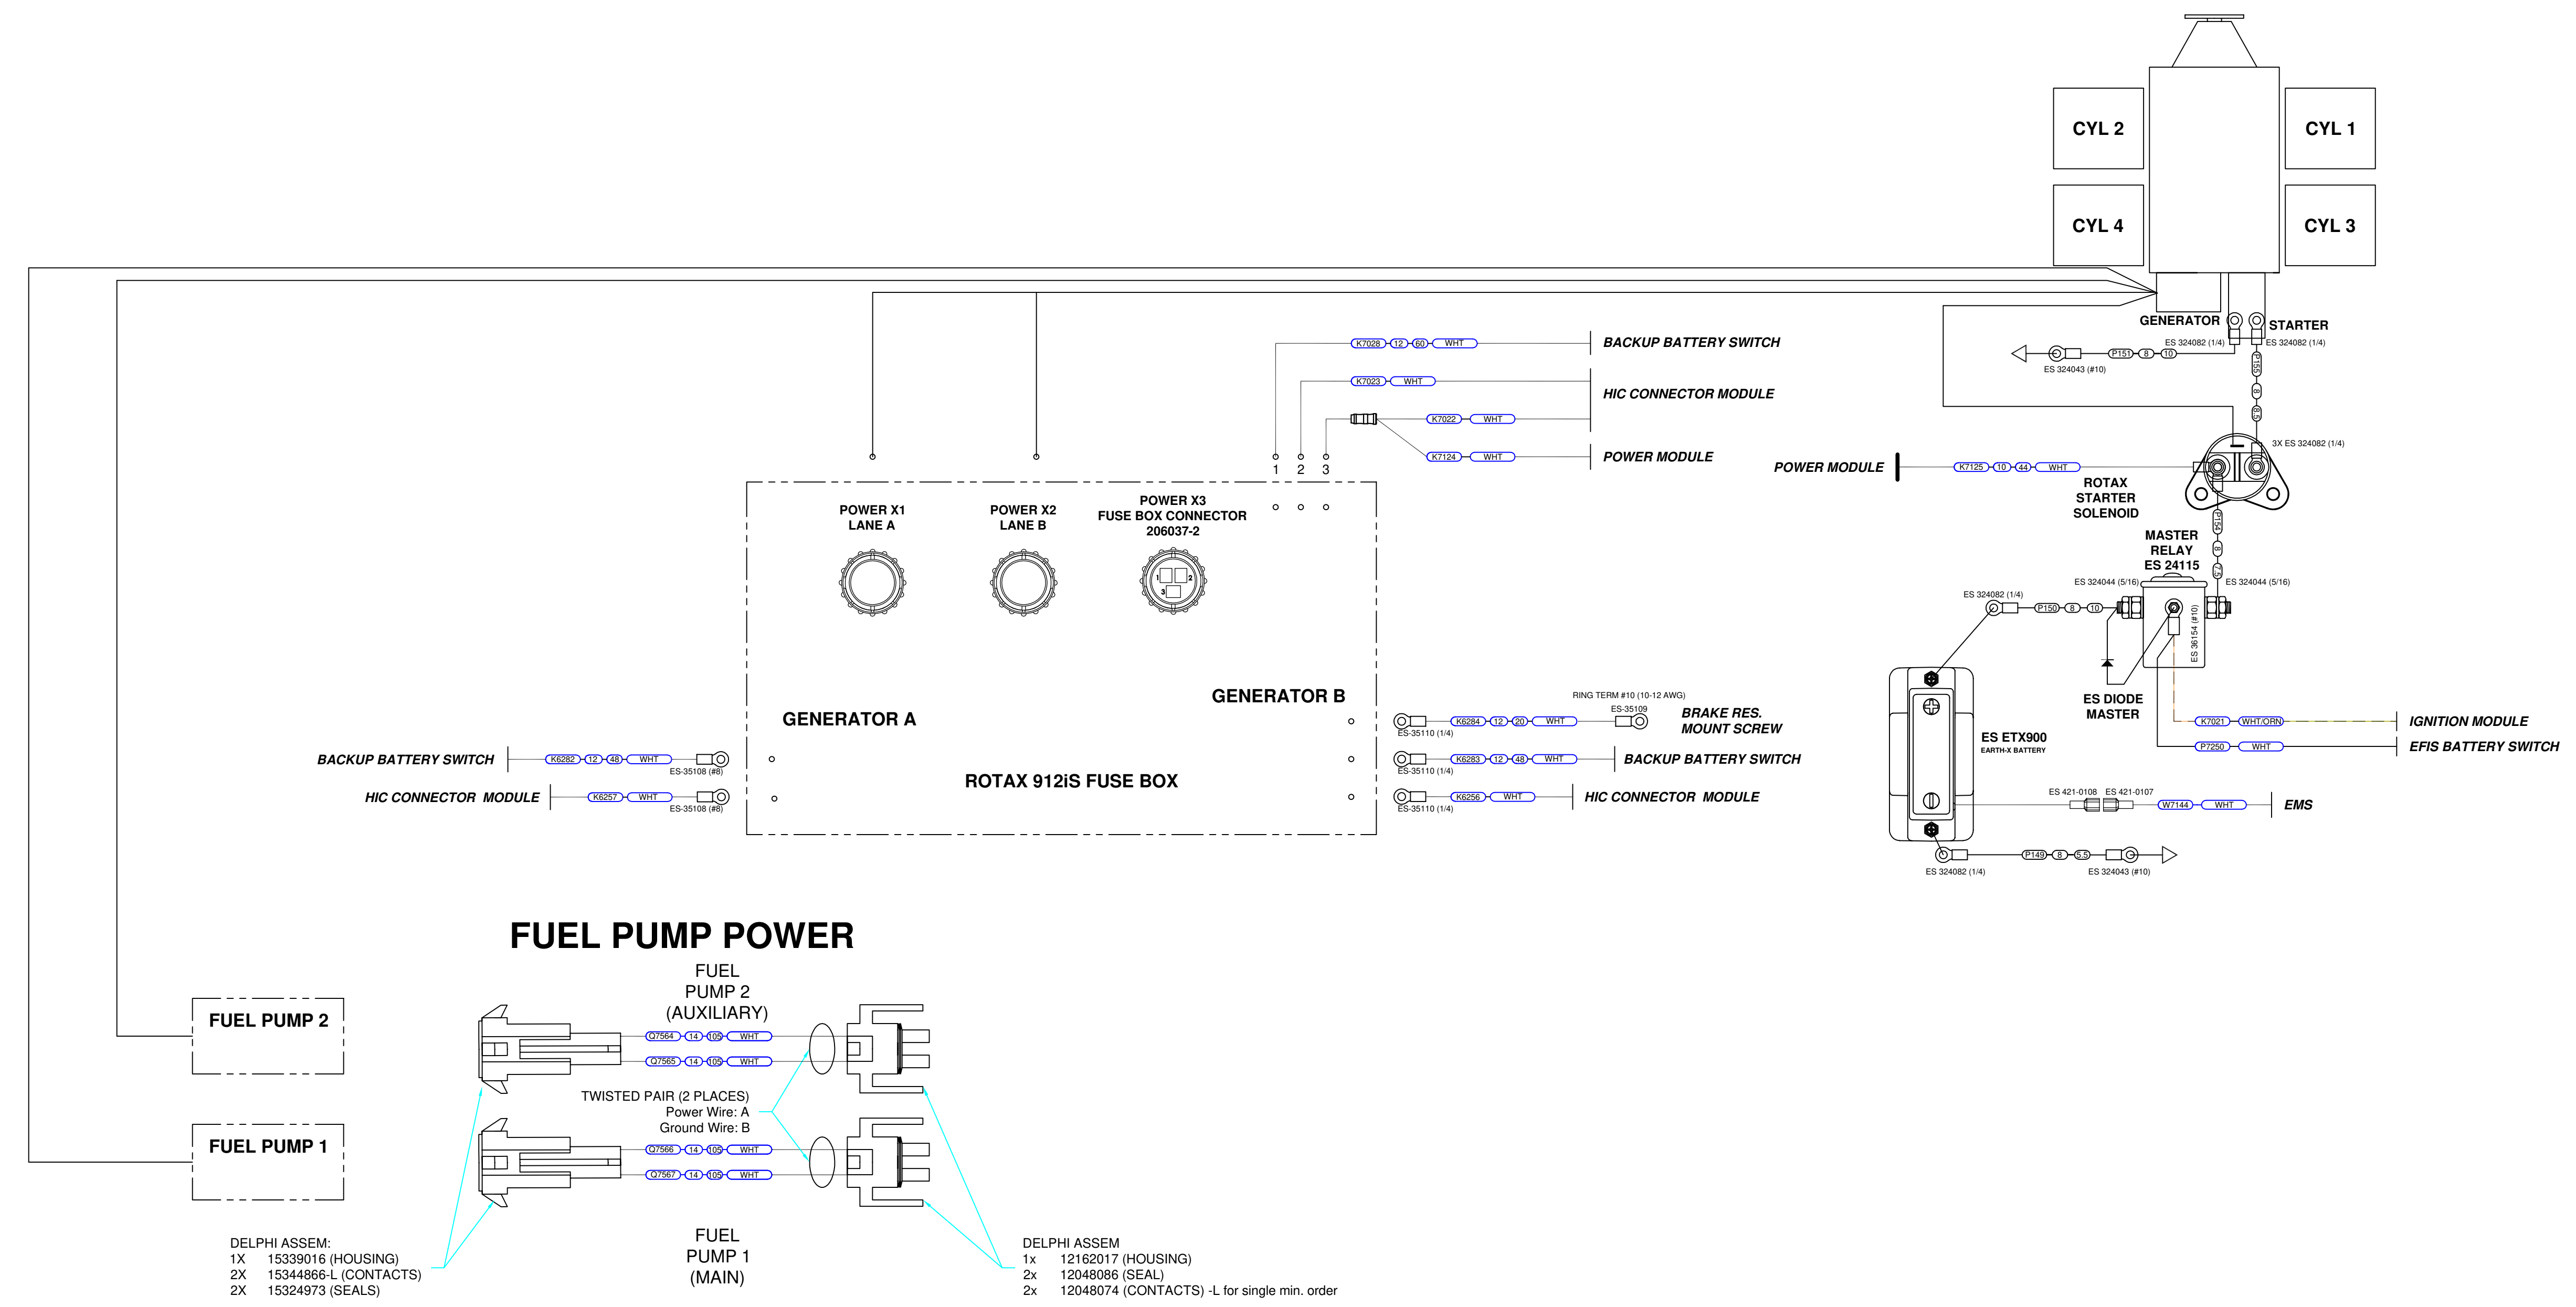 CYL 2
CYL 1
CYL 4
CYL 3
GENERATOR
STARTER
ES 324082 (1/4)
ES 324082 (1/4)
P151 8 10
ES 324043 (#10)
P155 8 8.5
3X ES 324082 (1/4)
K7028 12 60 WHT
BACKUP BATTERY SWITCH
K7023 WHT
HIC CONNECTOR MODULE
K7022 WHT
K7124 WHT
POWER MODULE
1 2 3
POWER MODULE
K7125 10 44 WHT
ROTAX
STARTER
SOLENOID
P154 8 7.5
MASTER
RELAY
ES 24115
ES 324044 (5/16)
ES 324044 (5/16)
ES 324082 (1/4)
P150 8 10
ES 36154 (#10)
ES DIODE
MASTER
K7021 WHT/ORN
IGNITION MODULE
P7250 WHT
EFIS BATTERY SWITCH
ES ETX900
EARTH-X BATTERY
ES 421-0108 ES 421-0107
W7144 WHT
EMS
P149 8 5.5
ES 324082 (1/4)
ES 324043 (#10)
POWER X1
LANE A
POWER X2
LANE B
POWER X3
FUSE BOX CONNECTOR
206037-2
1 2
3
GENERATOR A
GENERATOR B
ROTAX 912iS FUSE BOX
BACKUP BATTERY SWITCH
K6282 12 48 WHT
ES-35108 (#8)
HIC CONNECTOR MODULE
K6257 WHT
ES-35108 (#8)
RING TERM #10 (10-12 AWG)
ES-35109
K6284 12 20 WHT
ES-35110 (1/4)
BRAKE RES.
MOUNT SCREW
K6283 12 48 WHT
ES-35110 (1/4)
BACKUP BATTERY SWITCH
K6256 WHT
ES-35110 (1/4)
HIC CONNECTOR MODULE
FUEL PUMP POWER
FUEL
PUMP 2
(AUXILIARY)
FUEL PUMP 2
Q7564 14 105 WHT
Q7565 14 105 WHT
TWISTED PAIR (2 PLACES)
Power Wire: A
Ground Wire: B
FUEL PUMP 1
Q7566 14 105 WHT
Q7567 14 105 WHT
FUEL
PUMP 1
(MAIN)
DELPHI ASSEM:
1X 15339016 (HOUSING)
2X 15344866-L (CONTACTS)
2X 15324973 (SEALS)
DELPHI ASSEM
1x 12162017 (HOUSING)
2x 12048086 (SEAL)
2x 12048074 (CONTACTS) -L for single min. order